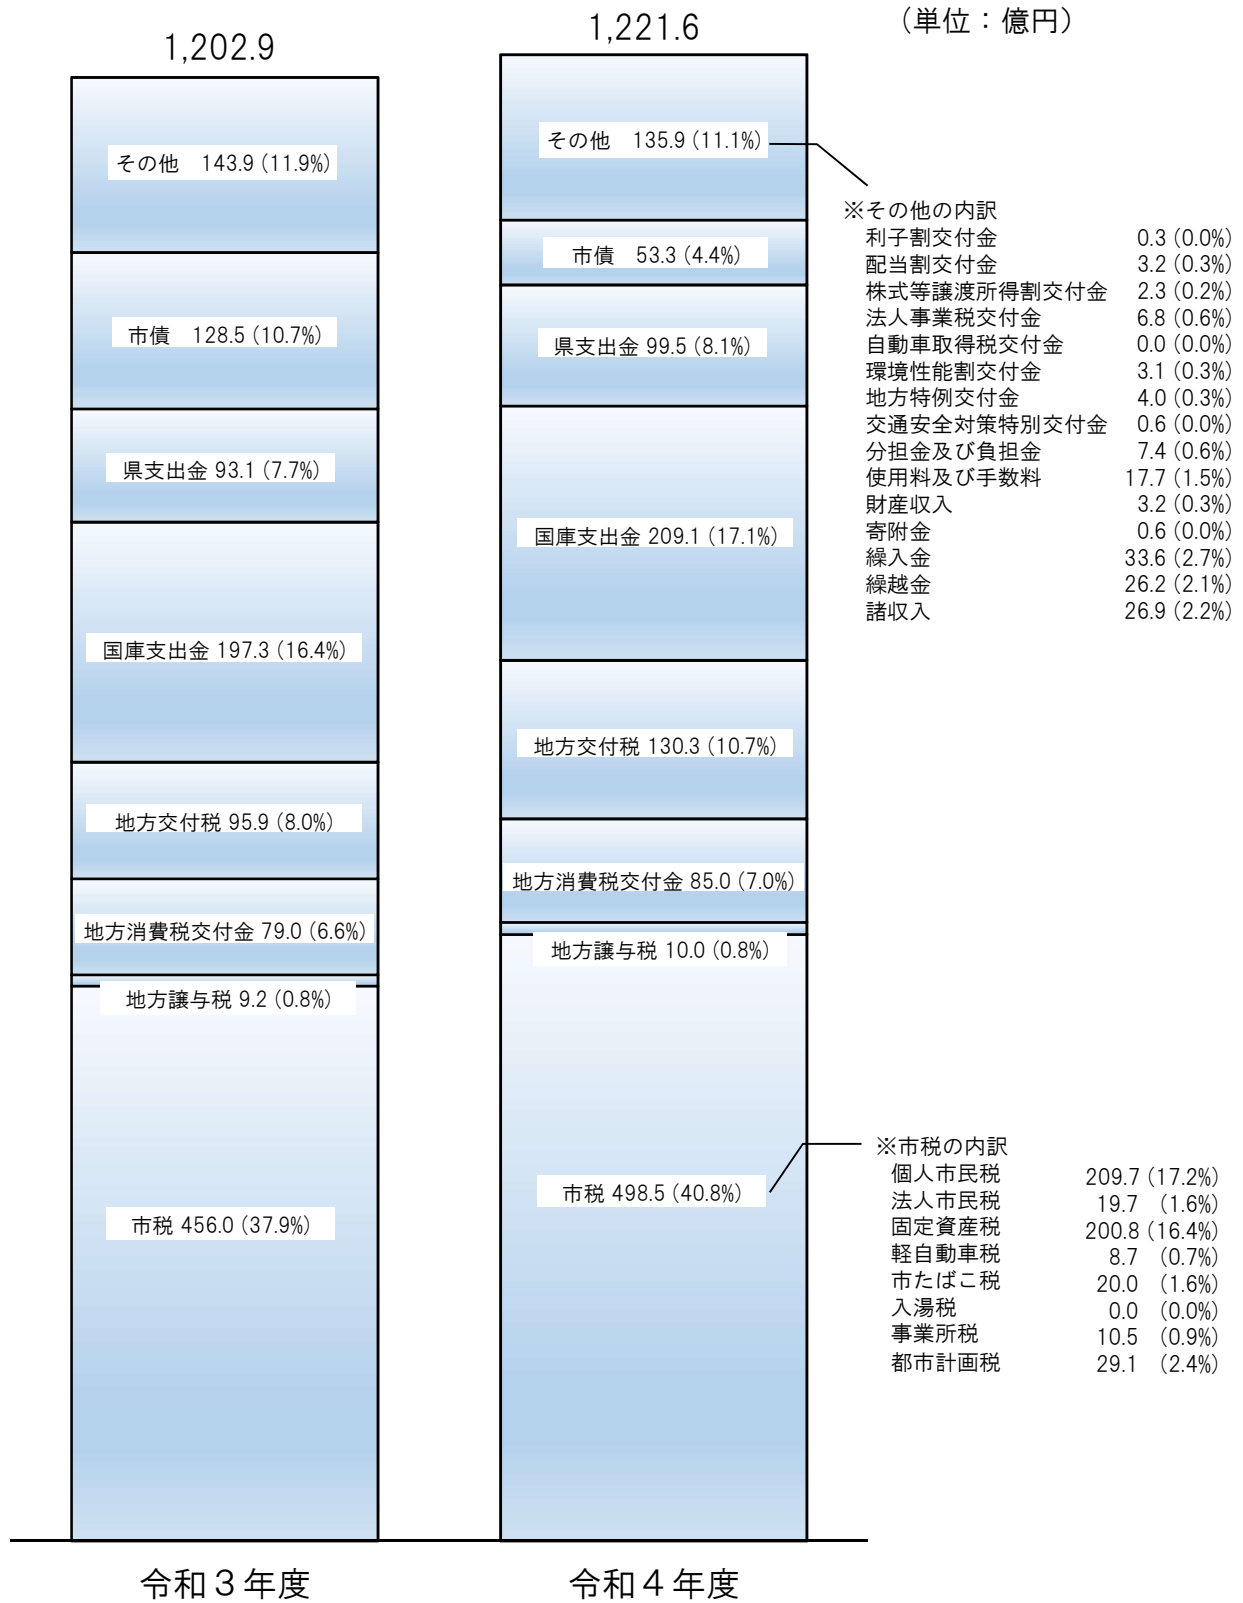 （単位：億円）
1,202.9
その他　143.9 (11.9%)
市債　128.5 (10.7%)
県支出金 93.1 (7.7%)
国庫支出金 197.3 (16.4%)
地方交付税 95.9 (8.0%)
地方消費税交付金 79.0 (6.6%)
地方譲与税 9.2 (0.8%)
市税 456.0 (37.9%)
令和３年度
1,221.6
その他　135.9 (11.1%)
市債　53.3 (4.4%)
県支出金 99.5 (8.1%)
国庫支出金 209.1 (17.1%)
地方交付税 130.3 (10.7%)
地方消費税交付金 85.0 (7.0%)
地方譲与税 10.0 (0.8%)
市税 498.5 (40.8%)
令和４年度
※その他の内訳
利子割交付金 0.3 (0.0%)
配当割交付金 3.2 (0.3%)
株式等譲渡所得割交付金 2.3 (0.2%)
法人事業税交付金 6.8 (0.6%)
自動車取得税交付金 0.0 (0.0%)
環境性能割交付金 3.1 (0.3%)
地方特例交付金 4.0 (0.3%)
交通安全対策特別交付金 0.6 (0.0%)
分担金及び負担金 7.4 (0.6%)
使用料及び手数料 17.7 (1.5%)
財産収入 3.2 (0.3%)
寄附金 0.6 (0.0%)
繰入金 33.6 (2.7%)
繰越金 26.2 (2.1%)
諸収入 26.9 (2.2%)
※市税の内訳
個人市民税 209.7 (17.2%)
法人市民税 19.7 (1.6%)
固定資産税 200.8 (16.4%)
軽自動車税 8.7 (0.7%)
市たばこ税 20.0 (1.6%)
入湯税 0.0 (0.0%)
事業所税 10.5 (0.9%)
都市計画税 29.1 (2.4%)